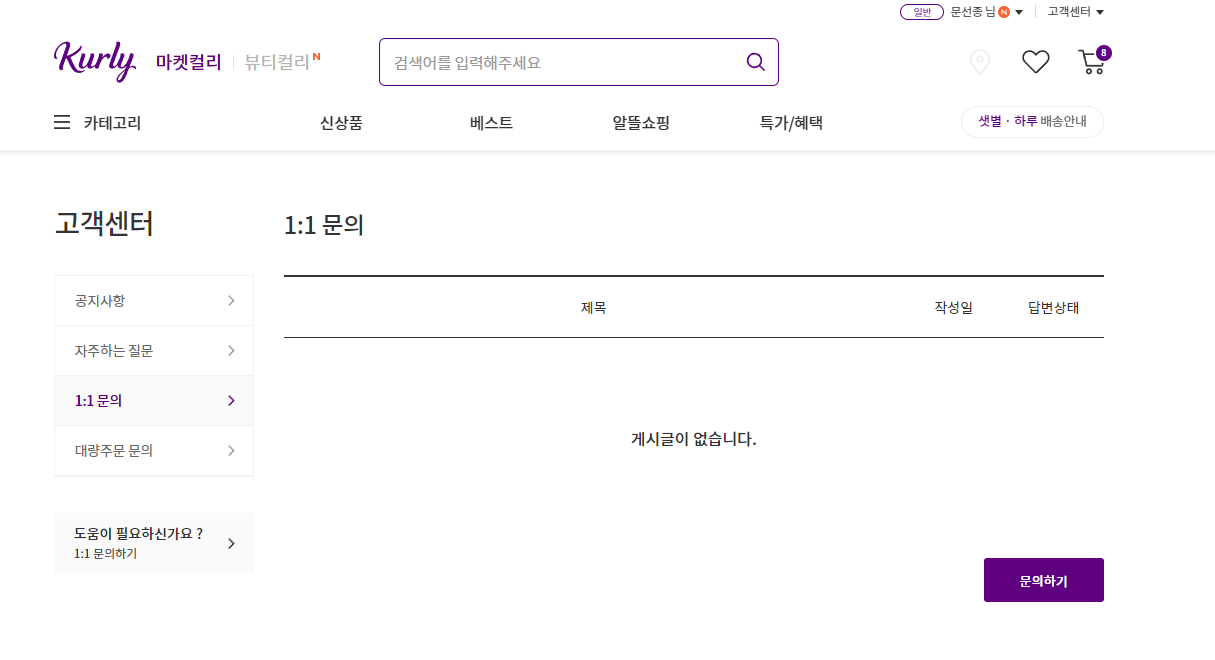 일반 문선종 님 N 고객센터
Kurly 마켓컬리 뷰티컬리 N 검색어를 입력해주세요 8
카테고리 신상품 베스트 알뜰쇼핑 특가/혜택 샛별 · 하루 배송안내
고객센터
공지사항
자주하는 질문
1:1 문의
대량주문 문의
도움이 필요하신가요 ?
1:1 문의하기
1:1 문의
제목 작성일 답변상태
게시글이 없습니다.
문의하기